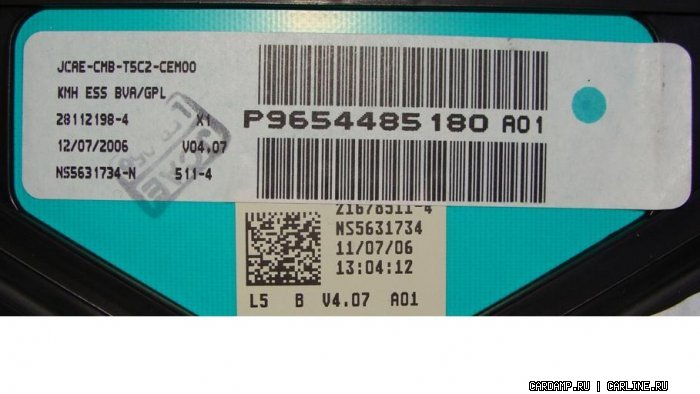 JCAE-CMB-T5C2-CEM00
KMH ESS BVA/GPL
28112198-4 X1
12/07/2006 V04.07
NS5631734-N 511-4
P9654485180 A01
21678511-4
NS5631734
11/07/06
13:04:12
L5 B V4.07 A01
CARDAMP.RU | CARLINE.RU